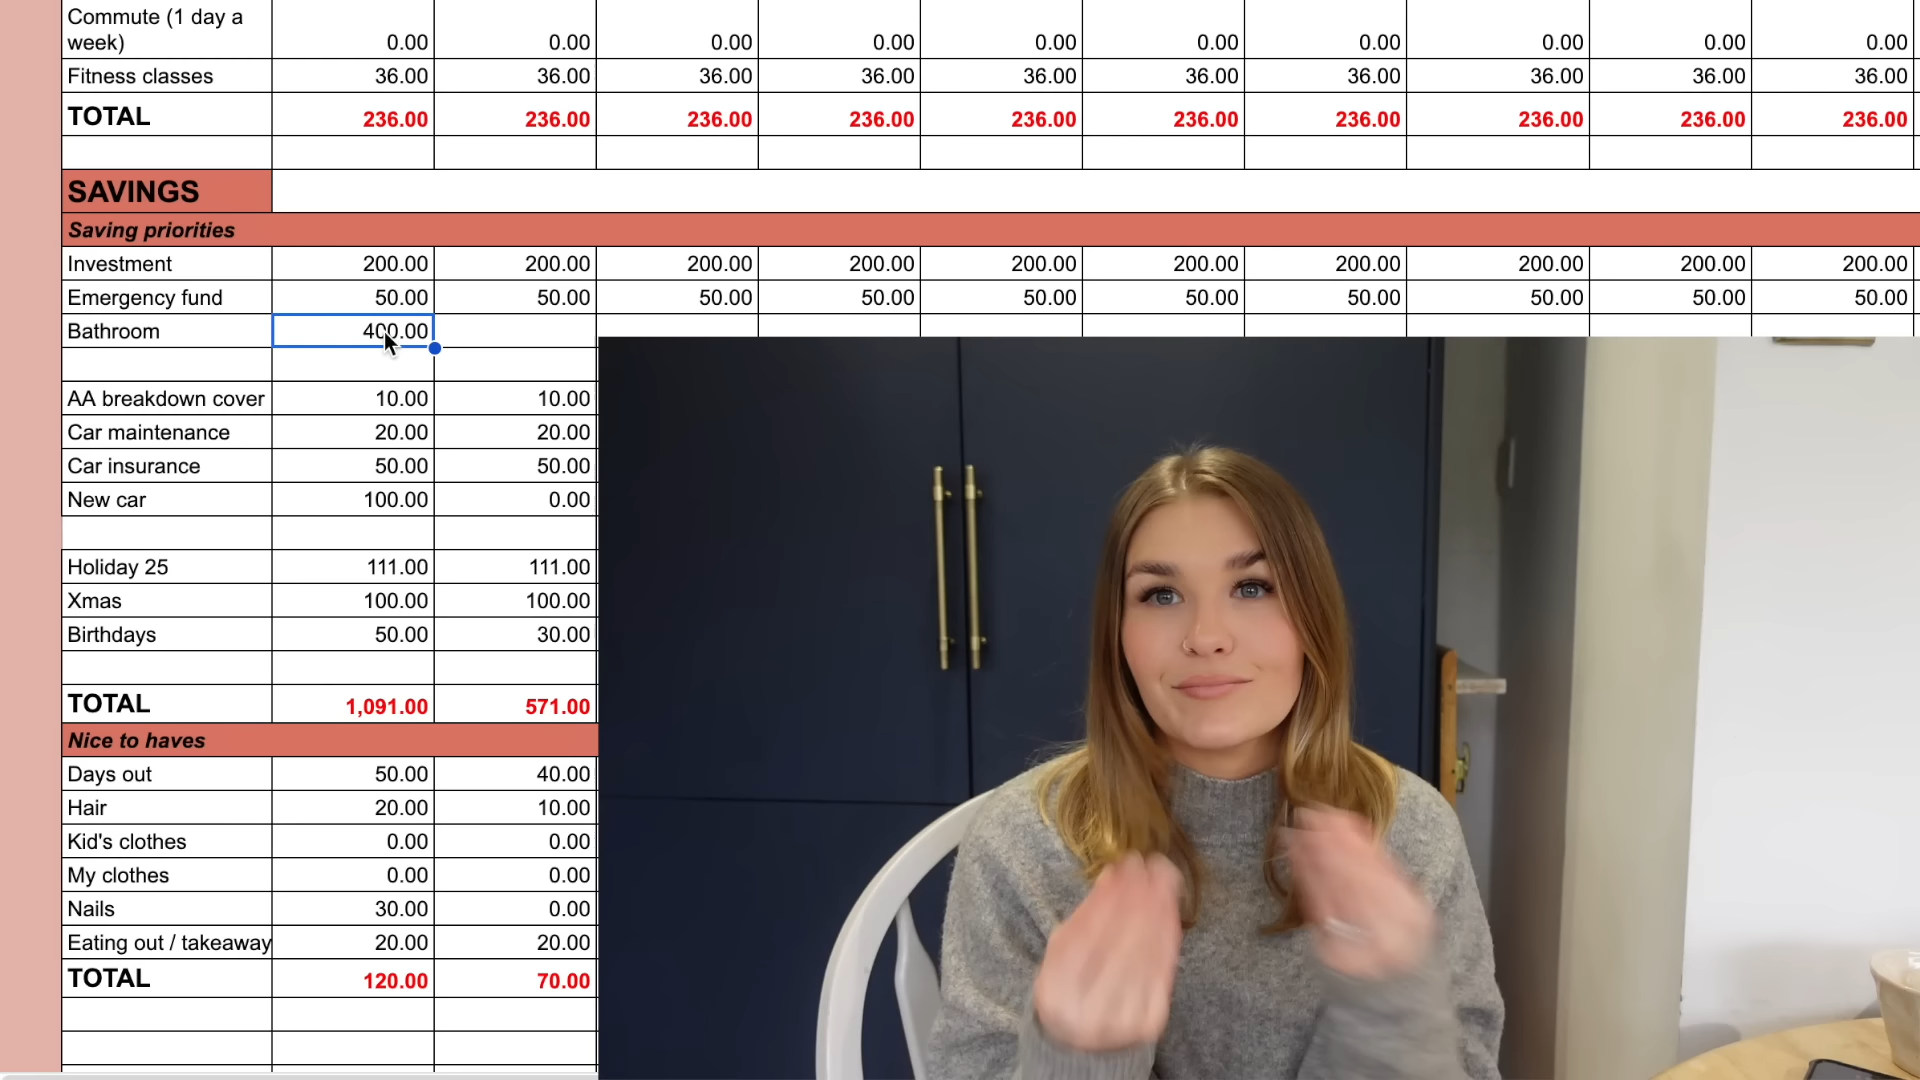 Commute (1 day a
week) 0.00 0.00 0.00 0.00 0.00 0.00 0.00 0.00 0.00 0.00
Fitness classes 36.00 36.00 36.00 36.00 36.00 36.00 36.00 36.00 36.00 36.00
TOTAL 236.00 236.00 236.00 236.00 236.00 236.00 236.00 236.00 236.00 236.00
SAVINGS
Saving priorities
Investment 200.00 200.00 200.00 200.00 200.00 200.00 200.00 200.00 200.00 200.00
Emergency fund 50.00 50.00 50.00 50.00 50.00 50.00 50.00 50.00 50.00 50.00
Bathroom 400.00
AA breakdown cover 10.00 10.00
Car maintenance 20.00 20.00
Car insurance 50.00 50.00
New car 100.00 0.00
Holiday 25 111.00 111.00
Xmas 100.00 100.00
Birthdays 50.00 30.00
TOTAL 1,091.00 571.00
Nice to haves
Days out 50.00 40.00
Hair 20.00 10.00
Kid's clothes 0.00 0.00
My clothes 0.00 0.00
Nails 30.00 0.00
Eating out / takeaway 20.00 20.00
TOTAL 120.00 70.00